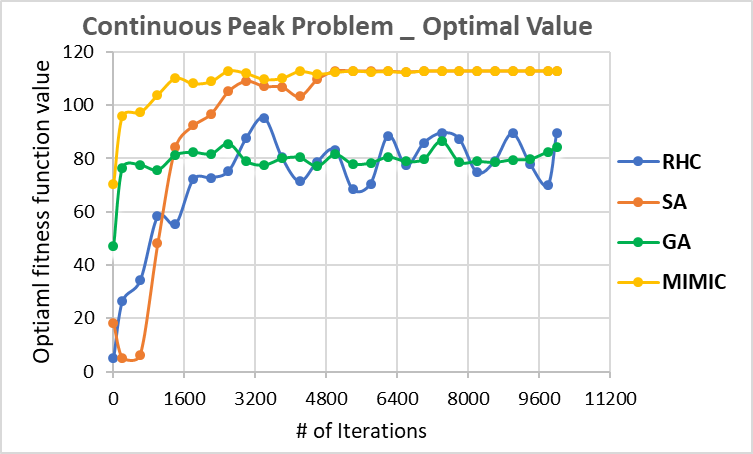 Continuous Peak Problem _ Optimal Value
Optiaml fitness function value
120
100
80
60
40
20
0
0 1600 3200 4800 6400 8000 9600 11200
# of Iterations
RHC
SA
GA
MIMIC